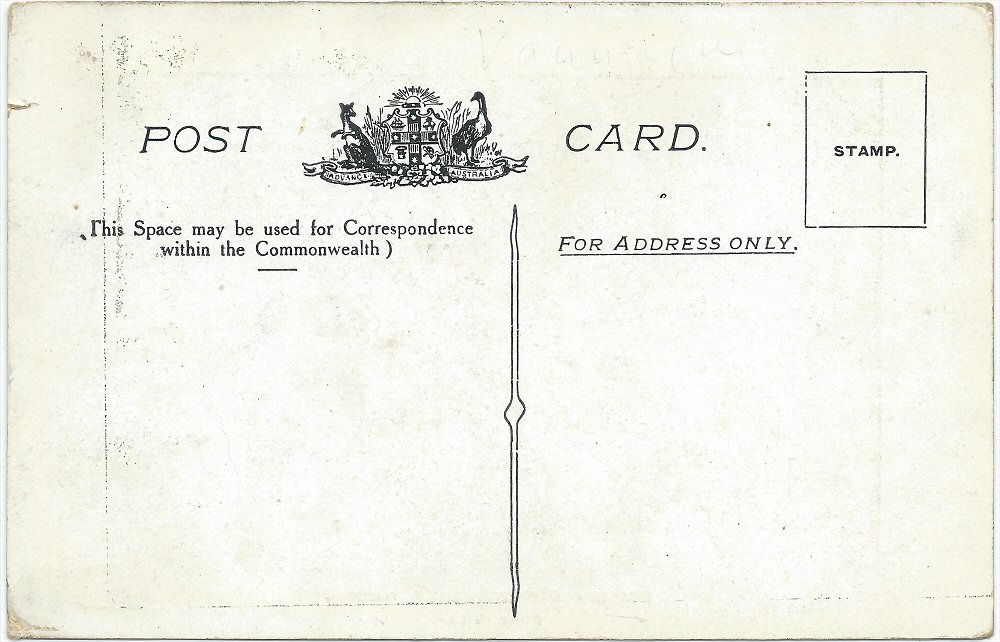 POST CARD.
ADVANCE AUSTRALIA
STAMP.
This Space may be used for Correspondence
within the Commonwealth )
FOR ADDRESS ONLY.